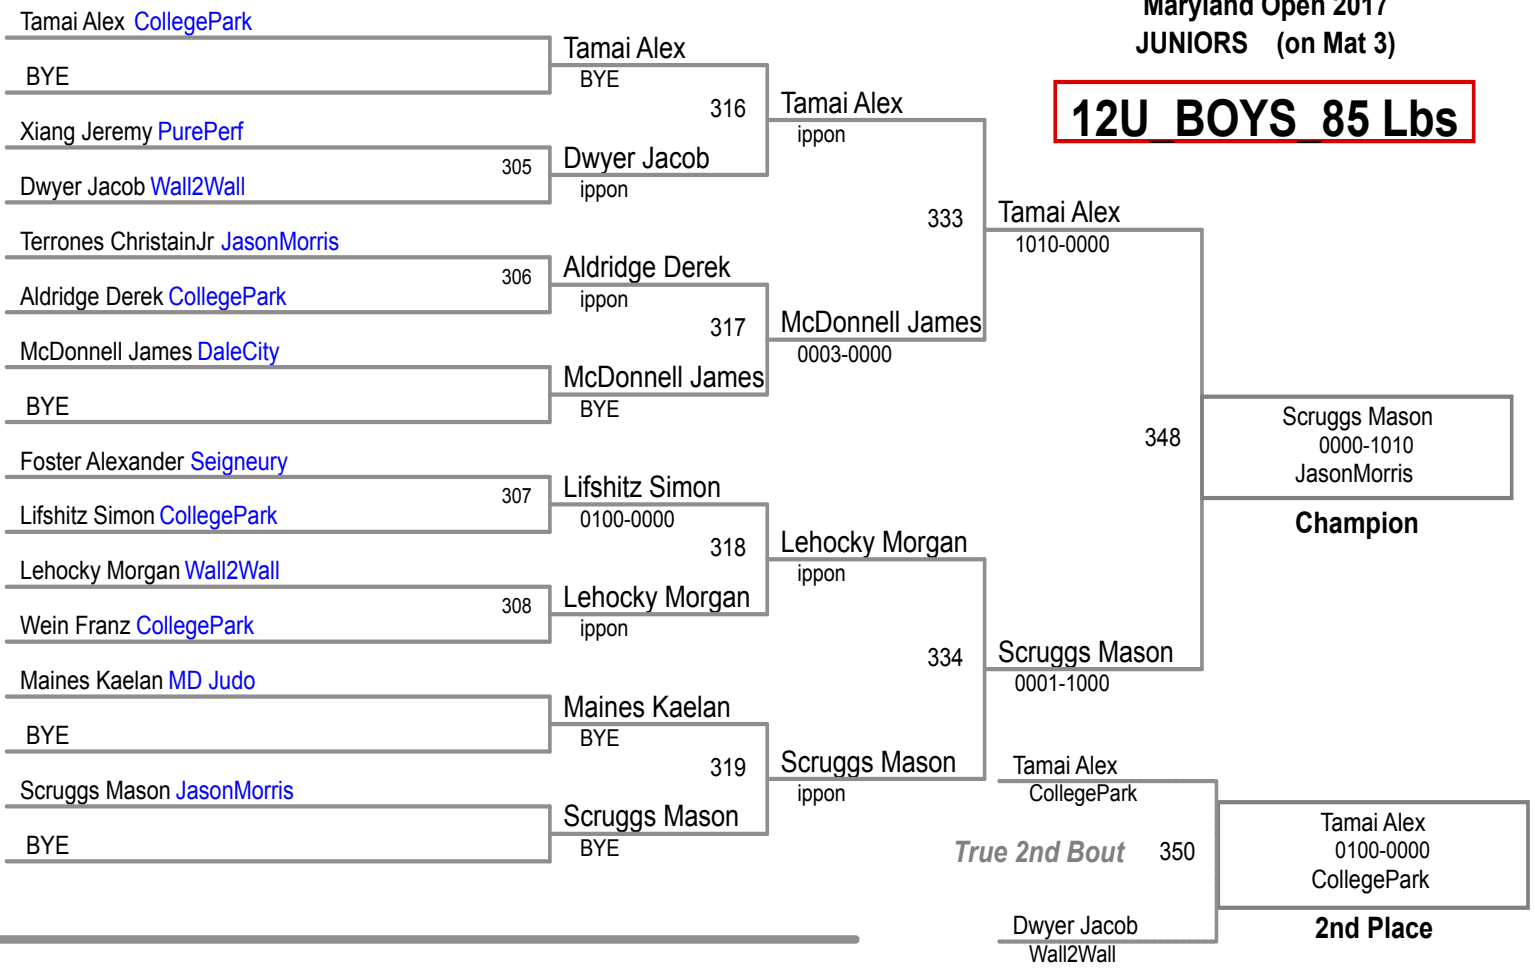 Maryland Open 2017
JUNIORS (on Mat 3)
12U_BOYS_85 Lbs
Tamai Alex CollegePark
BYE
Xiang Jeremy PurePerf
Dwyer Jacob Wall2Wall
Terrones ChristainJr JasonMorris
Aldridge Derek CollegePark
McDonnell James DaleCity
BYE
Foster Alexander Seigneury
Lifshitz Simon CollegePark
Lehocky Morgan Wall2Wall
Wein Franz CollegePark
Maines Kaelan MD Judo
BYE
Scruggs Mason JasonMorris
BYE
305
306
307
308
Tamai Alex
BYE
Dwyer Jacob
ippon
Aldridge Derek
ippon
McDonnell James
BYE
Lifshitz Simon
0100-0000
Lehocky Morgan
ippon
Maines Kaelan
BYE
Scruggs Mason
BYE
316
317
318
319
Tamai Alex
ippon
McDonnell James
0003-0000
Lehocky Morgan
ippon
Scruggs Mason
ippon
333
334
Tamai Alex
1010-0000
Scruggs Mason
0001-1000
348
Scruggs Mason
0000-1010
JasonMorris
Champion
Tamai Alex
CollegePark
True 2nd Bout 350
Dwyer Jacob
Wall2Wall
Tamai Alex
0100-0000
CollegePark
2nd Place